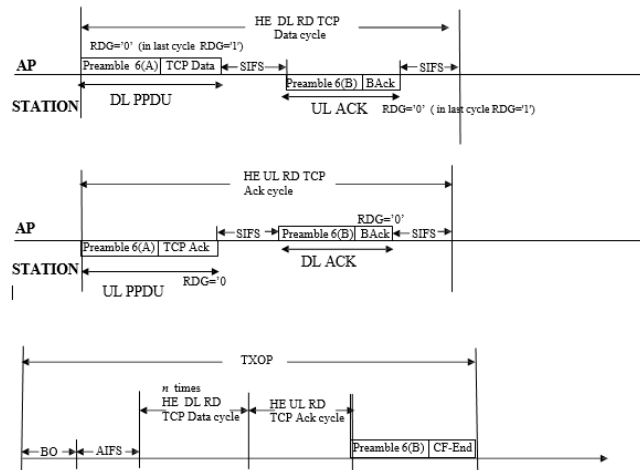 HE DL RD TCP
Data cycle
RDG='0' (in last cycle RDG='1')
AP
Preamble 6(A) TCP Data SIFS SIFS
Preamble 6(B) BAck
STATION
DL PPDU
UL ACK
RDG='0' ( in last cycle RDG='1')
HE UL RD TCP
Ack cycle
RDG='0'
AP
SIFS Preamble 6(B) BAck SIFS
Preamble 6(A) TCP Ack
STATION
DL ACK
RDG='0
UL PPDU
TXOP
n times
HE DL RD
TCP Data cycle
HE UL RD
TCP Ack cycle
Preamble 6(B) CF-End
BO AIFS